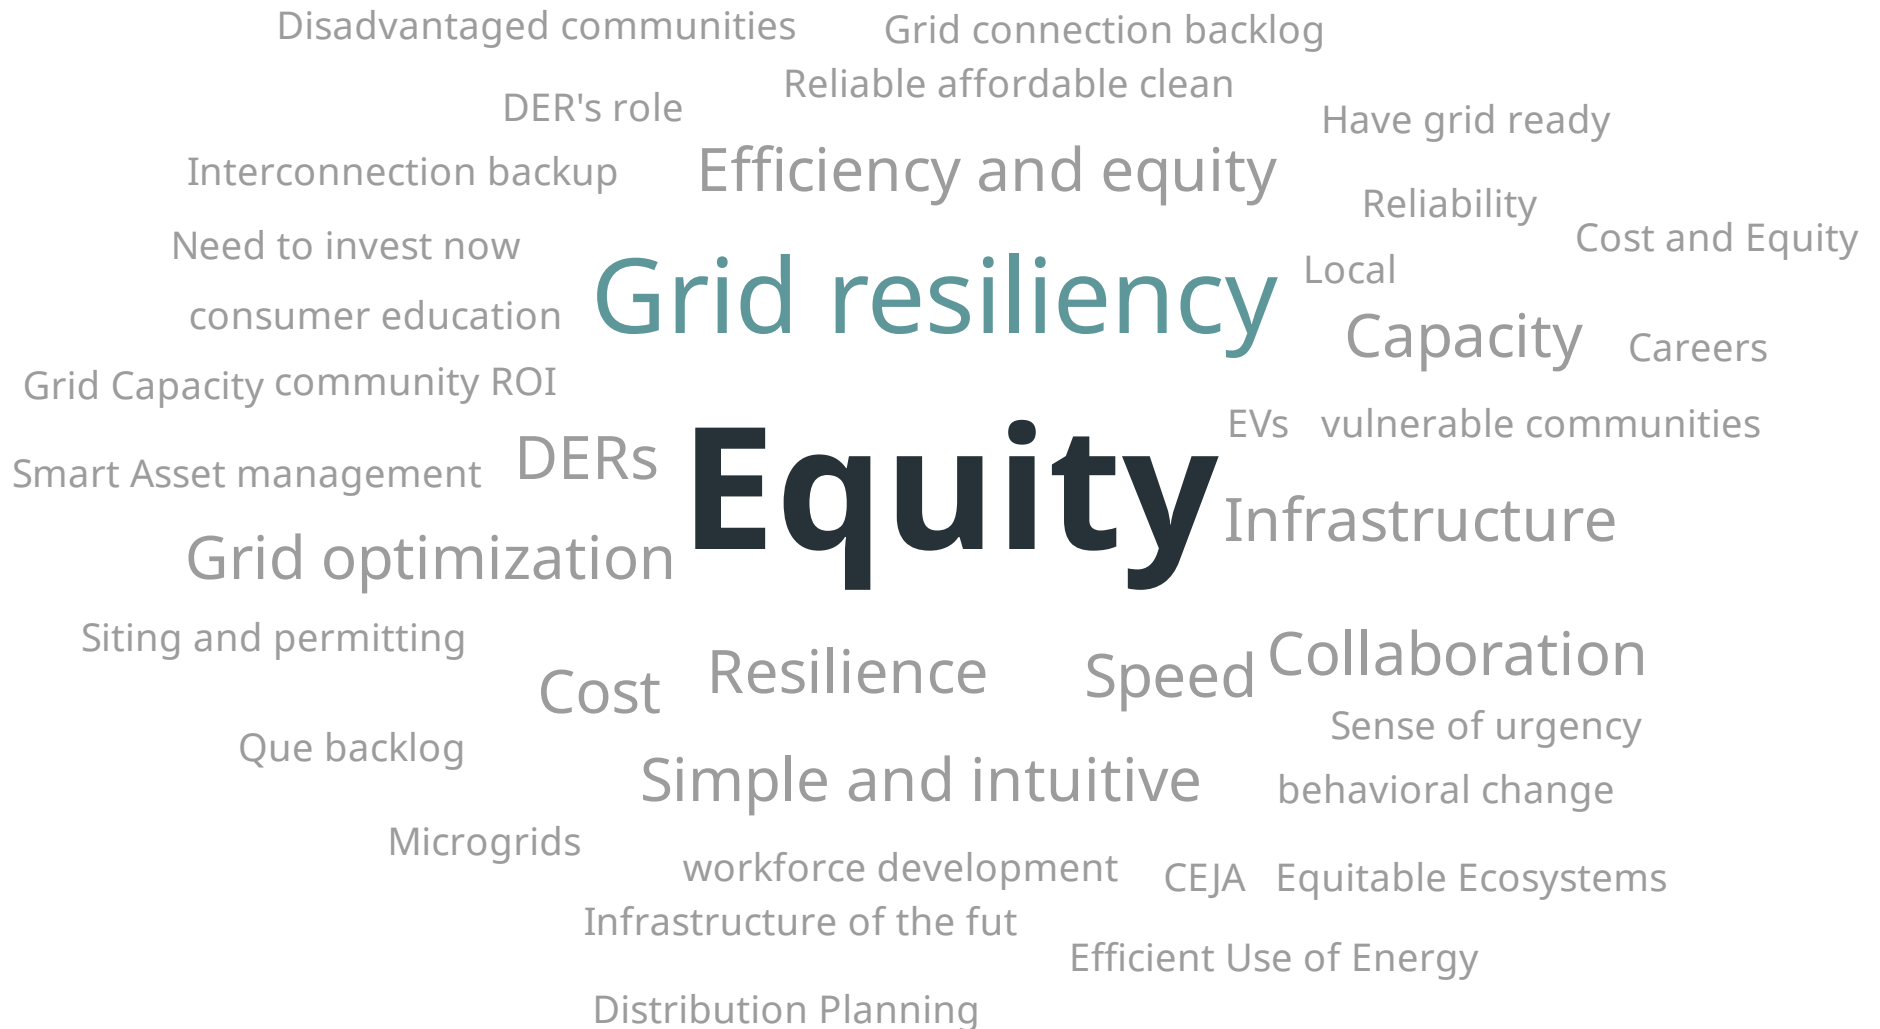 Disadvantaged communities
Grid connection backlog
Reliable affordable clean
DER's role
Have grid ready
Interconnection backup
Efficiency and equity
Reliability
Cost and Equity
Need to invest now
Grid resiliency
Local
consumer education
Capacity
Careers
Grid Capacity
community ROI
EVs
vulnerable communities
Smart Asset management
DERs
Equity
Infrastructure
Grid optimization
Siting and permitting
Cost
Resilience
Speed
Collaboration
Sense of urgency
Que backlog
Simple and intuitive
behavioral change
Microgrids
workforce development
CEJA
Equitable Ecosystems
Infrastructure of the fut
Efficient Use of Energy
Distribution Planning